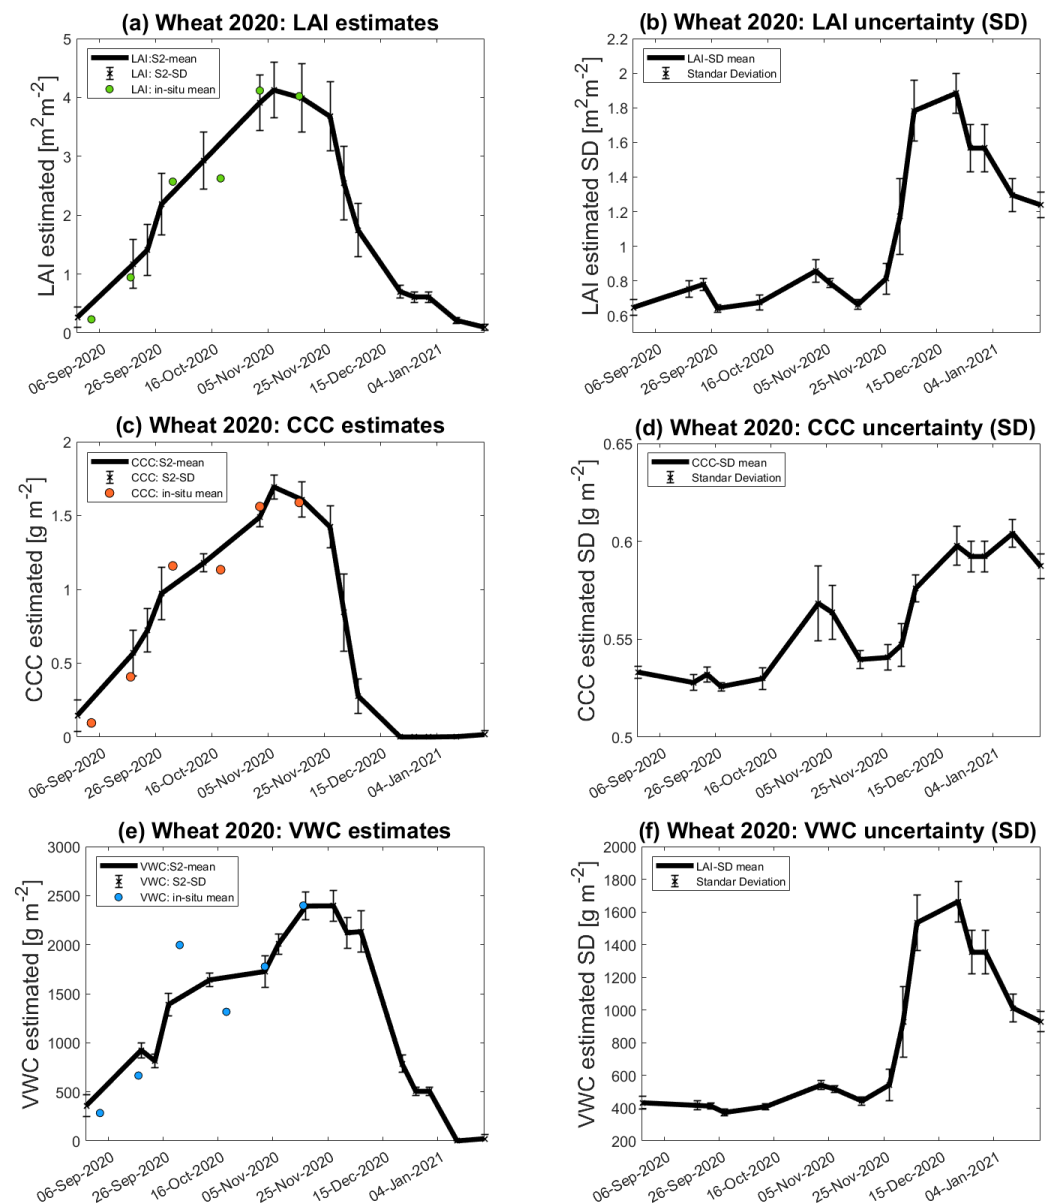 (a) Wheat 2020: LAI estimates
LAI estimated [m²m⁻²]
5
4
3
2
1
0
LAI:S2-mean
LAI: S2-SD
LAI: in-situ mean
06-Sep-2020
26-Sep-2020
16-Oct-2020
05-Nov-2020
25-Nov-2020
15-Dec-2020
04-Jan-2021
(b) Wheat 2020: LAI uncertainty (SD)
LAI estimated SD [m²m⁻²]
2.2
2
1.8
1.6
1.4
1.2
1
0.8
0.6
LAI-SD mean
Standar Deviation
06-Sep-2020
26-Sep-2020
16-Oct-2020
05-Nov-2020
25-Nov-2020
15-Dec-2020
04-Jan-2021
(c) Wheat 2020: CCC estimates
CCC estimated [g m⁻²]
2
1.5
1
0.5
0
CCC:S2-mean
CCC: S2-SD
CCC: in-situ mean
06-Sep-2020
26-Sep-2020
16-Oct-2020
05-Nov-2020
25-Nov-2020
15-Dec-2020
04-Jan-2021
(d) Wheat 2020: CCC uncertainty (SD)
CCC estimated SD [g m⁻²]
0.65
0.6
0.55
0.5
CCC-SD mean
Standar Deviation
06-Sep-2020
26-Sep-2020
16-Oct-2020
05-Nov-2020
25-Nov-2020
15-Dec-2020
04-Jan-2021
(e) Wheat 2020: VWC estimates
VWC estimated [g m⁻²]
3000
2500
2000
1500
1000
500
0
VWC:S2-mean
VWC: S2-SD
VWC: in-situ mean
06-Sep-2020
26-Sep-2020
16-Oct-2020
05-Nov-2020
25-Nov-2020
15-Dec-2020
04-Jan-2021
(f) Wheat 2020: VWC uncertainty (SD)
VWC estimated SD [g m⁻²]
2000
1800
1600
1400
1200
1000
800
600
400
200
LAI-SD mean
Standar Deviation
06-Sep-2020
26-Sep-2020
16-Oct-2020
05-Nov-2020
25-Nov-2020
15-Dec-2020
04-Jan-2021